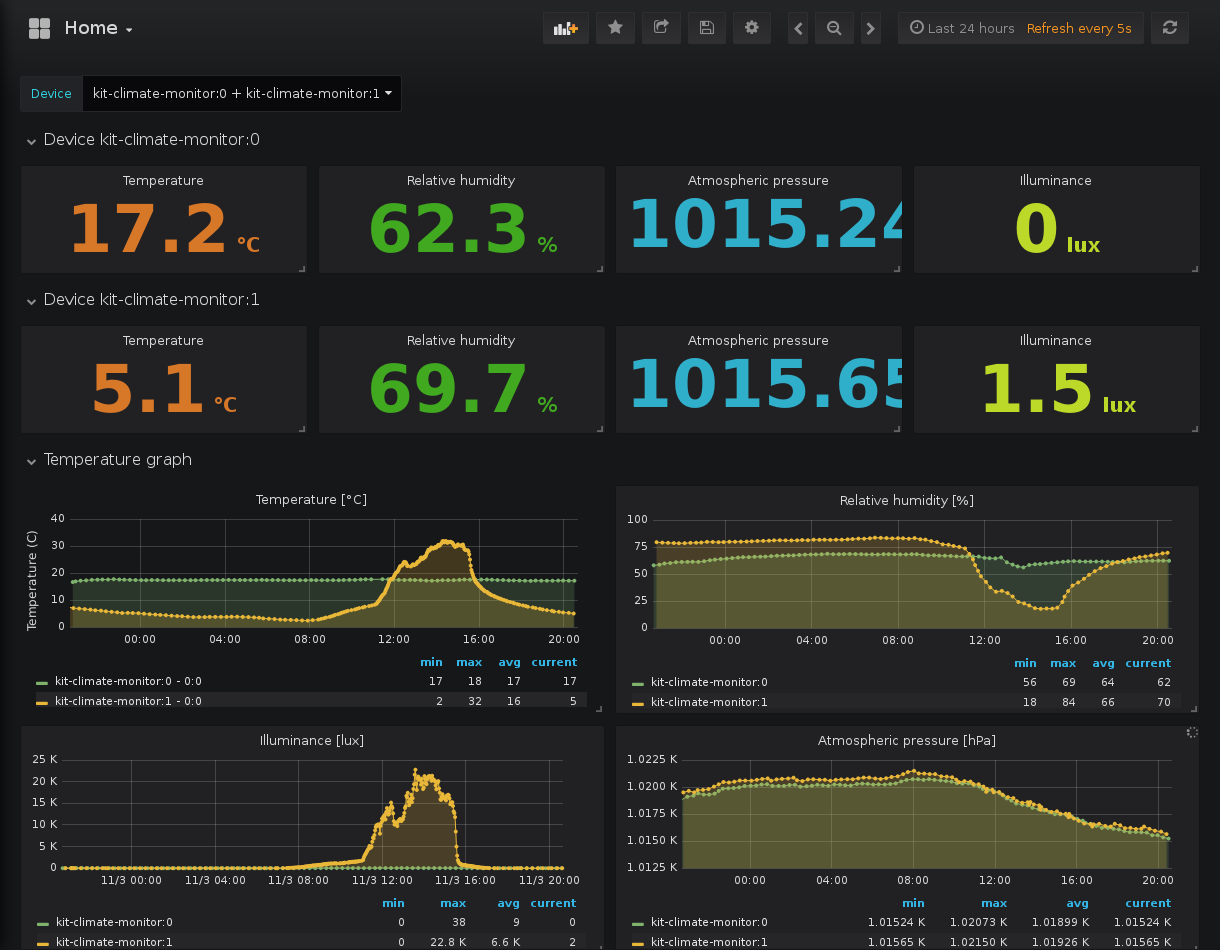 Home
Last 24 hours Refresh every 5s
Device kit-climate-monitor:0 + kit-climate-monitor:1
Device kit-climate-monitor:0
Temperature Relative humidity Atmospheric pressure Illuminance
17.2 °C 62.3 % 1015.24 0 lux
Device kit-climate-monitor:1
Temperature Relative humidity Atmospheric pressure Illuminance
5.1 °C 69.7 % 1015.65 1.5 lux
Temperature graph
Temperature [°C]
Temperature (C)
40
30
20
10
0
00:00 04:00 08:00 12:00 16:00 20:00
min max avg current
kit-climate-monitor:0 - 0:0 17 18 17 17
kit-climate-monitor:1 - 0:0 2 32 16 5
Relative humidity [%]
100
75
50
25
0
00:00 04:00 08:00 12:00 16:00 20:00
min max avg current
kit-climate-monitor:0 56 69 64 62
kit-climate-monitor:1 18 84 66 70
Illuminance [lux]
25 K
20 K
15 K
10 K
5 K
0
11/3 00:00 11/3 04:00 11/3 08:00 11/3 12:00 11/3 16:00 11/3 20:00
min max avg current
kit-climate-monitor:0 0 38 9 0
kit-climate-monitor:1 0 22.8 K 6.6 K 2
Atmospheric pressure [hPa]
1.0225 K
1.0200 K
1.0175 K
1.0150 K
1.0125 K
00:00 04:00 08:00 12:00 16:00 20:00
min max avg current
kit-climate-monitor:0 1.01524 K 1.02073 K 1.01899 K 1.01524 K
kit-climate-monitor:1 1.01565 K 1.02150 K 1.01926 K 1.01565 K